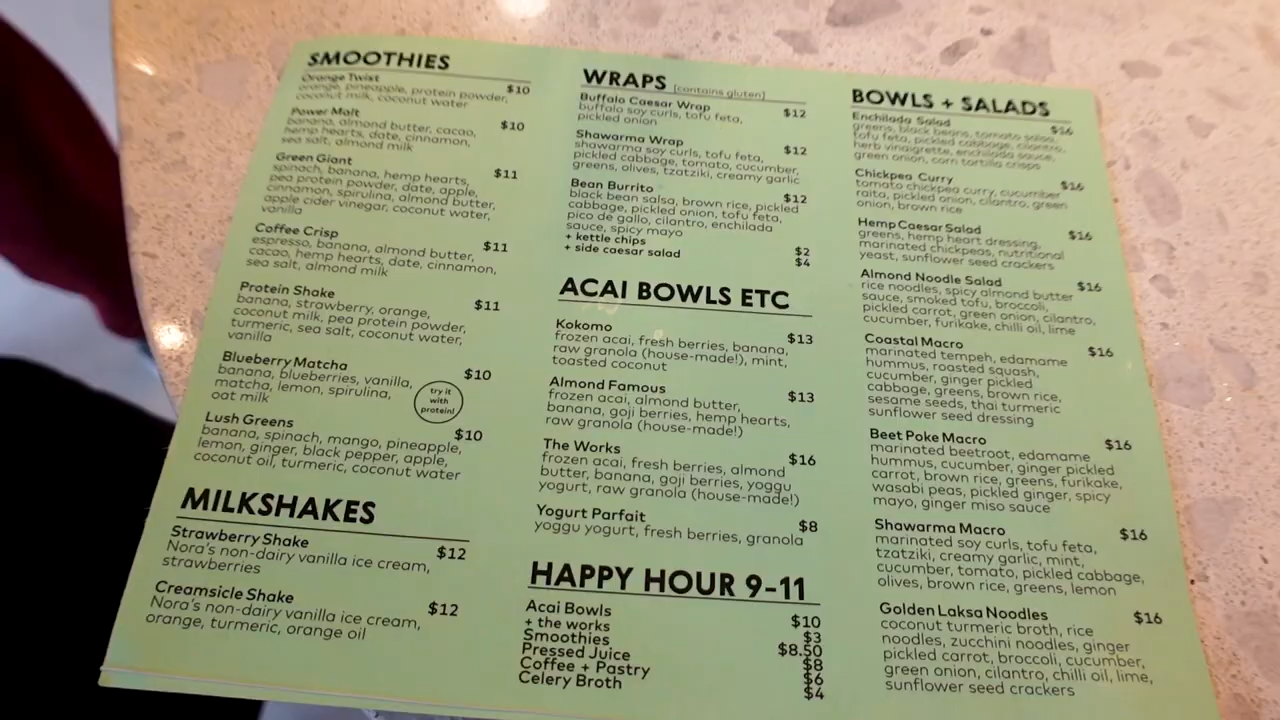 SMOOTHIES
Orange Twist $10
orange, pineapple, protein powder,
coconut milk, coconut water
Power Malt $10
banana, almond butter, cacao,
hemp hearts, date, cinnamon,
sea salt, almond milk
Green Giant $11
spinach, banana, hemp hearts,
pea protein powder, date, apple,
cinnamon, spirulina, almond butter,
apple cider vinegar, coconut water,
vanilla
Coffee Crisp $11
espresso, banana, almond butter,
cacao, hemp hearts, date, cinnamon,
sea salt, almond milk
Protein Shake $11
banana, strawberry, orange,
coconut milk, pea protein powder,
turmeric, sea salt, coconut water,
vanilla
Blueberry Matcha $10
banana, blueberries, vanilla,
matcha, lemon, spirulina,
oat milk
try it
with
protein!
Lush Greens $10
banana, spinach, mango, pineapple,
lemon, ginger, black pepper, apple,
coconut oil, turmeric, coconut water
MILKSHAKES
Strawberry Shake $12
Nora's non-dairy vanilla ice cream,
strawberries
Creamsicle Shake $12
Nora's non-dairy vanilla ice cream,
orange, turmeric, orange oil
WRAPS [contains gluten]
Buffalo Caesar Wrap $12
buffalo soy curls, tofu feta,
pickled onion
Shawarma Wrap $12
shawarma soy curls, tofu feta,
pickled cabbage, tomato, cucumber,
greens, olives, tzatziki, creamy garlic
Bean Burrito $12
black bean salsa, brown rice, pickled
cabbage, pickled onion, tofu feta,
pico de gallo, cilantro, enchilada
sauce, spicy mayo
+ kettle chips $2
+ side caesar salad $4
ACAI BOWLS ETC
Kokomo $13
frozen acai, fresh berries, banana,
raw granola (house-made!), mint,
toasted coconut
Almond Famous $13
frozen acai, almond butter,
banana, goji berries, hemp hearts,
raw granola (house-made!)
The Works $16
frozen acai, fresh berries, almond
butter, banana, goji berries, yoggu
yogurt, raw granola (house-made!)
Yogurt Parfait $8
yoggu yogurt, fresh berries, granola
HAPPY HOUR 9-11
Acai Bowls $10
+ the works $3
Smoothies $8.50
Pressed Juice $8
Coffee + Pastry $6
Celery Broth $4
BOWLS + SALADS
Enchilada Salad $16
greens, black beans, tomato salsa,
tofu feta, pickled cabbage, cilantro,
herb vinaigrette, enchilada sauce,
green onion, corn tortilla crisps
Chickpea Curry $16
tomato chickpea curry, cucumber
raita, pickled onion, cilantro, green
onion, brown rice
Hemp Caesar Salad $16
greens, hemp heart dressing,
marinated chickpeas, nutritional
yeast, sunflower seed crackers
Almond Noodle Salad $16
rice noodles, spicy almond butter
sauce, smoked tofu, broccoli,
pickled carrot, green onion, cilantro,
cucumber, furikake, chilli oil, lime
Coastal Macro $16
marinated tempeh, edamame
hummus, roasted squash,
cucumber, ginger pickled
cabbage, greens, brown rice,
sesame seeds, thai turmeric
sunflower seed dressing
Beet Poke Macro $16
marinated beetroot, edamame
hummus, cucumber, ginger pickled
carrot, brown rice, greens, furikake,
wasabi peas, pickled ginger, spicy
mayo, ginger miso sauce
Shawarma Macro $16
marinated soy curls, tofu feta,
tzatziki, creamy garlic, mint,
cucumber, tomato, pickled cabbage,
olives, brown rice, greens, lemon
Golden Laksa Noodles $16
coconut turmeric broth, rice
noodles, zucchini noodles, ginger
pickled carrot, broccoli, cucumber,
green onion, cilantro, chilli oil, lime,
sunflower seed crackers